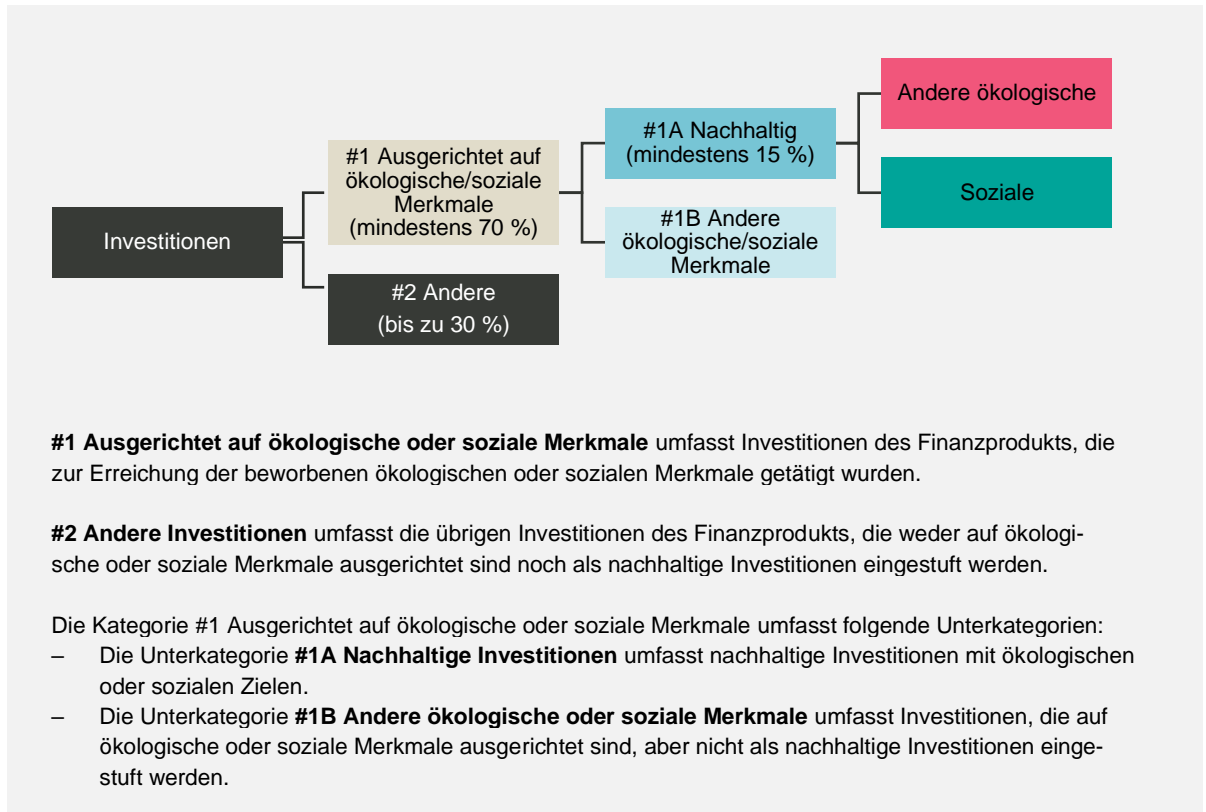 Andere ökologische
#1A Nachhaltig
(mindestens 15 %)
#1 Ausgerichtet auf
ökologische/soziale
Merkmale
(mindestens 70 %)
Soziale
#1B Andere
ökologische/soziale
Merkmale
Investitionen
#2 Andere
(bis zu 30 %)
#1 Ausgerichtet auf ökologische oder soziale Merkmale umfasst Investitionen des Finanzprodukts, die
zur Erreichung der beworbenen ökologischen oder sozialen Merkmale getätigt wurden.
#2 Andere Investitionen umfasst die übrigen Investitionen des Finanzprodukts, die weder auf ökologi-
sche oder soziale Merkmale ausgerichtet sind noch als nachhaltige Investitionen eingestuft werden.
Die Kategorie #1 Ausgerichtet auf ökologische oder soziale Merkmale umfasst folgende Unterkategorien:
– Die Unterkategorie #1A Nachhaltige Investitionen umfasst nachhaltige Investitionen mit ökologischen
oder sozialen Zielen.
– Die Unterkategorie #1B Andere ökologische oder soziale Merkmale umfasst Investitionen, die auf
ökologische oder soziale Merkmale ausgerichtet sind, aber nicht als nachhaltige Investitionen einge-
stuft werden.